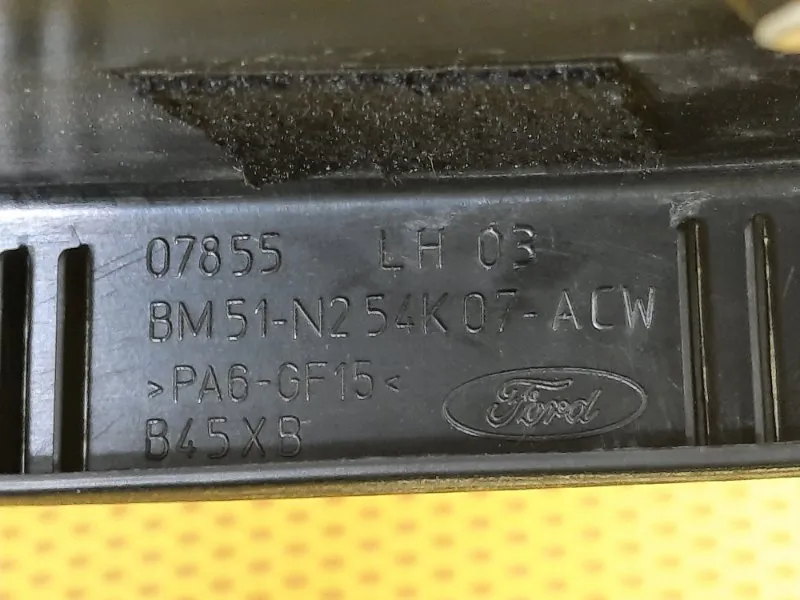 07855 LH 03
BM51-N254K07-ACW
>PA6-GF15<
Ford
B45XB